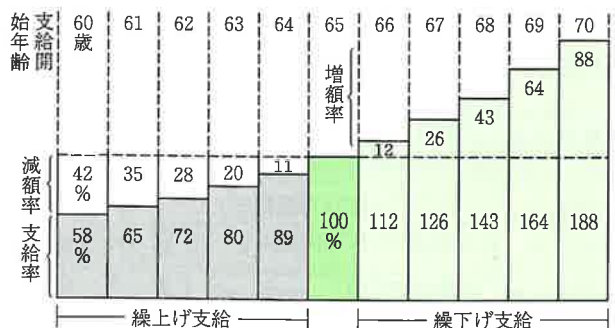 支給開始年齢
60歳 61 62 63 64 65 66 67 68 69 70
増額率
12 26 43 64 88
減額率
42% 35 28 20 11
支給率
58% 65 72 80 89 100% 112 126 143 164 188
繰上げ支給 繰下げ支給